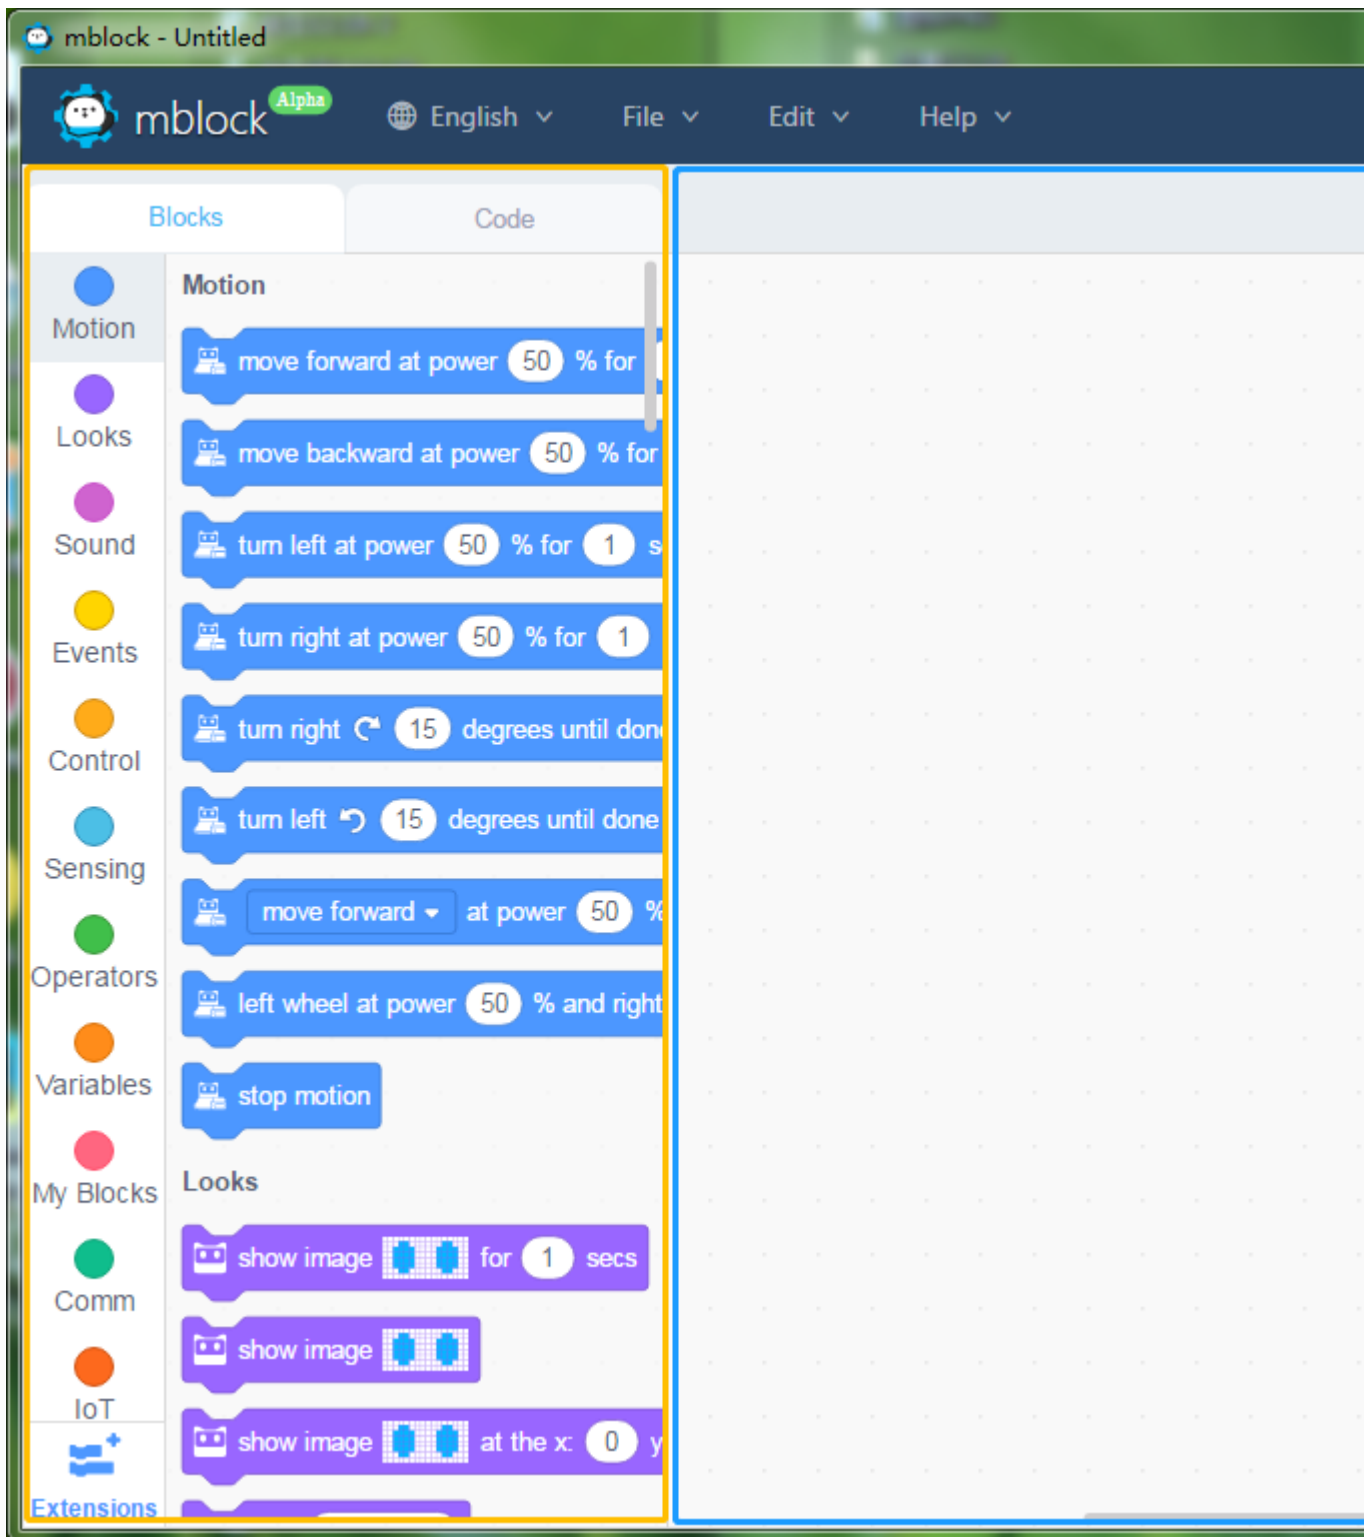 mblock - Untitled
mblock Alpha English File Edit Help
Blocks Code
Motion
Looks
Sound
Events
Control
Sensing
Operators
Variables
My Blocks
Comm
IoT
Extensions
Motion
move forward at power 50 % for
move backward at power 50 % for
turn left at power 50 % for 1 s
turn right at power 50 % for 1
turn right 15 degrees until done
turn left 15 degrees until done
move forward at power 50 %
left wheel at power 50 % and right
stop motion
Looks
show image for 1 secs
show image
show image at the x: 0 y